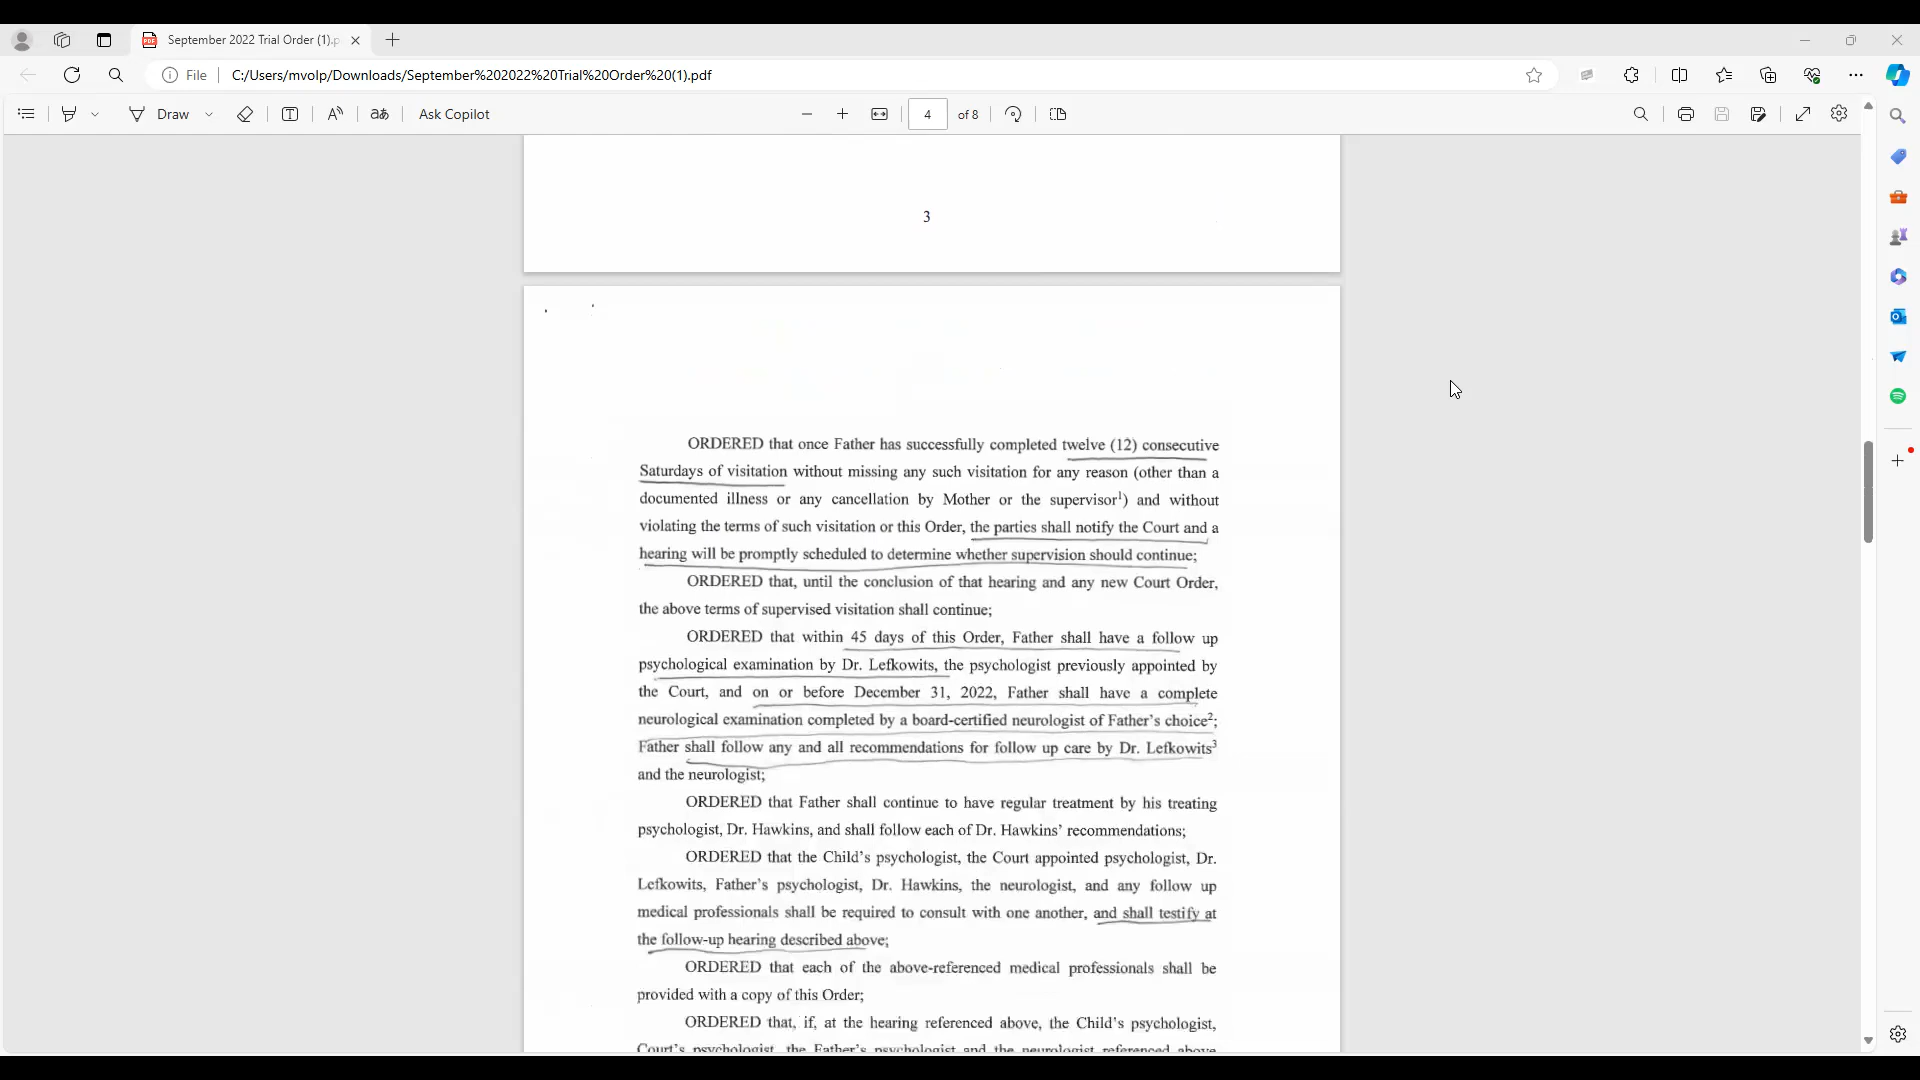 September 2022 Trial Order (1).p
File
C:/Users/mvolp/Downloads/September%202022%20Trial%20Order%20(1).pdf
Draw
aあ
Ask Copilot
4
of 8
3
ORDERED that once Father has successfully completed twelve (12) consecutive
Saturdays of visitation without missing any such visitation for any reason (other than a
documented illness or any cancellation by Mother or the supervisor¹) and without
violating the terms of such visitation or this Order, the parties shall notify the Court and a
hearing will be promptly scheduled to determine whether supervision should continue;
ORDERED that, until the conclusion of that hearing and any new Court Order,
the above terms of supervised visitation shall continue;
ORDERED that within 45 days of this Order, Father shall have a follow up
psychological examination by Dr. Lefkowits, the psychologist previously appointed by
the Court, and on or before December 31, 2022, Father shall have a complete
neurological examination completed by a board-certified neurologist of Father's choice²;
Father shall follow any and all recommendations for follow up care by Dr. Lefkowits³
and the neurologist;
ORDERED that Father shall continue to have regular treatment by his treating
psychologist, Dr. Hawkins, and shall follow each of Dr. Hawkins' recommendations;
ORDERED that the Child's psychologist, the Court appointed psychologist, Dr.
Lefkowits, Father's psychologist, Dr. Hawkins, the neurologist, and any follow up
medical professionals shall be required to consult with one another, and shall testify at
the follow-up hearing described above;
ORDERED that each of the above-referenced medical professionals shall be
provided with a copy of this Order;
ORDERED that, if, at the hearing referenced above, the Child's psychologist,
Court's psychologist, the Father's psychologist and the neurologist referenced above